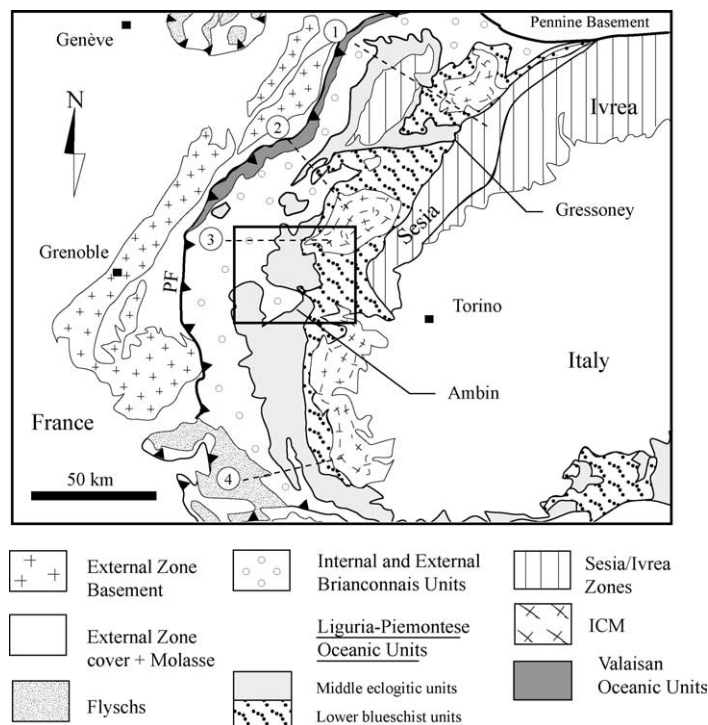 Pennine Basement
Genève
1
Ivrea
N
2
Gressoney
Sesia
3
Grenoble
PF
Torino
Italy
Ambin
France
4
50 km
External Zone
Basement
Internal and External
Brianconnais Units
Sesia/Ivrea
Zones
External Zone
cover + Molasse
Liguria-Piemontese
Oceanic Units
ICM
Flyschs
Middle eclogitic units
Lower blueschist units
Valaisan
Oceanic Units